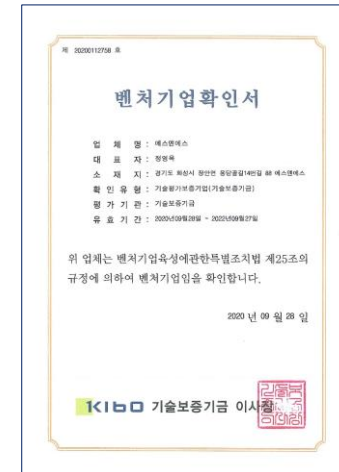 제 20200112758 호
벤처기업확인서
업 체 명 : 에스엠에스
대 표 자 : 정영욱
소 재 지 : 경기도 화성시 장안면 응당골길14번길 88 에스엠에스
확 인 유 형 : 기술평가보증기업(기술보증기금)
평 가 기 관 : 기술보증기금
유 효 기 간 : 2020년09월28일 ~ 2022년09월27일
위 업체는 벤처기업육성에관한특별조치법 제25조의
규정에 의하여 벤처기업임을 확인합니다.
2020 년 09 월 28 일
KIBO 기술보증기금 이사장